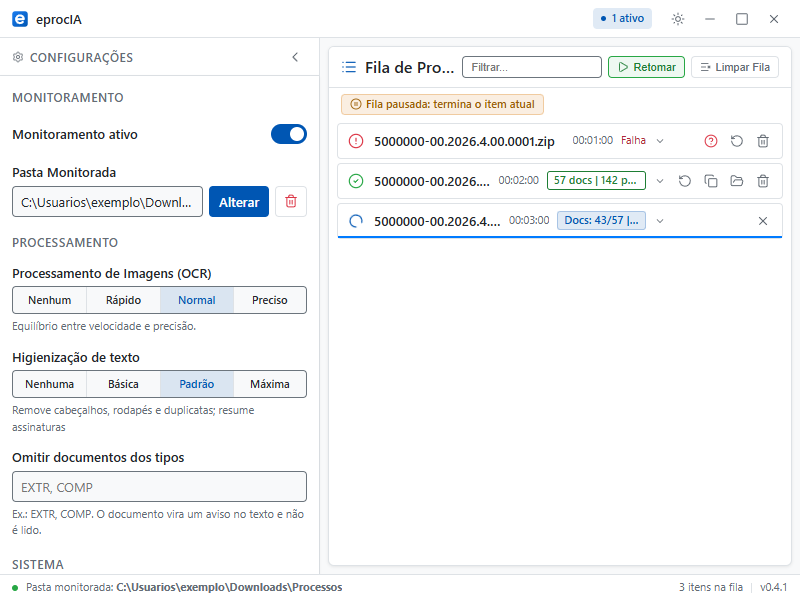 eprocIA
1 ativo
CONFIGURAÇÕES
MONITORAMENTO
Monitoramento ativo
Pasta Monitorada
C:\Usuarios\exemplo\Downl...
Alterar
PROCESSAMENTO
Processamento de Imagens (OCR)
Nenhum Rápido Normal Preciso
Equilíbrio entre velocidade e precisão.
Higienização de texto
Nenhuma Básica Padrão Máxima
Remove cabeçalhos, rodapés e duplicatas; resume
assinaturas
Omitir documentos dos tipos
EXTR, COMP
Ex.: EXTR, COMP. O documento vira um aviso no texto e não
é lido.
SISTEMA
Fila de Pro... Filtrar... Retomar Limpar Fila
Fila pausada: termina o item atual
5000000-00.2026.4.00.0001.zip 00:01:00 Falha
5000000-00.2026.... 00:02:00 57 docs | 142 p...
5000000-00.2026.4.... 00:03:00 Docs: 43/57 |...
Pasta monitorada: C:\Usuarios\exemplo\Downloads\Processos
3 itens na fila v0.4.1